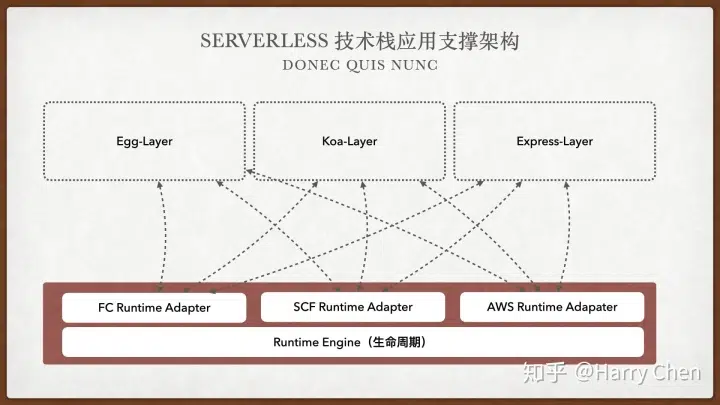 SERVERLESS 技术栈应用支撑架构
DONEC QUIS NUNC
Egg-Layer
Koa-Layer
Express-Layer
FC Runtime Adapter
SCF Runtime Adapter
AWS Runtime Adapater
Runtime Engine（生命周期）
知乎 @Harry Chen